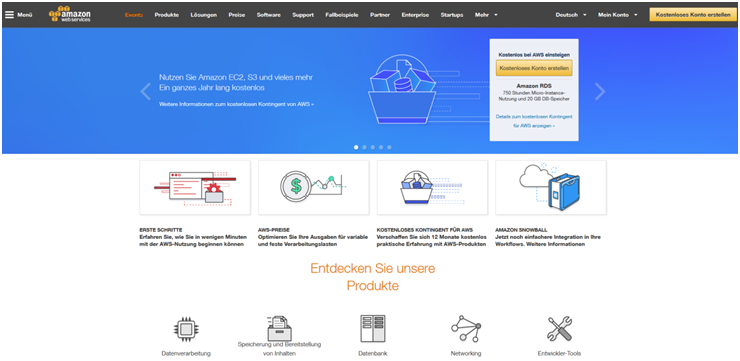 Menü
amazon
web services
Events Produkte Lösungen Preise Software Support Fallbeispiele Partner Enterprise Startups Mehr
Deutsch Mein Konto Kostenloses Konto erstellen
Nutzen Sie Amazon EC2, S3 und vieles mehr
Ein ganzes Jahr lang kostenlos
Weitere Informationen zum kostenlosen Kontingent von AWS »
Kostenlos bei AWS einsteigen
Kostenloses Konto erstellen
Amazon RDS
750 Stunden Micro-Instance-
Nutzung und 20 GB DB-Speicher
Details zum kostenlosen Kontingent
für AWS anzeigen »
ERSTE SCHRITTE
Erfahren Sie, wie Sie in wenigen Minuten
mit der AWS-Nutzung beginnen können
AWS-PREISE
Optimieren Sie Ihre Ausgaben für variable
und feste Verarbeitungslasten
KOSTENLOSES KONTINGENT FÜR AWS
Verschaffen Sie sich 12 Monate kostenlos
praktische Erfahrung mit AWS-Produkten
AMAZON SNOWBALL
Jetzt noch einfachere Integration in Ihre
Workflows. Weitere Informationen
Entdecken Sie unsere
Produkte
Datenverarbeitung
Speicherung und Bereitstellung
von Inhalten
Datenbank
Networking
Entwickler-Tools